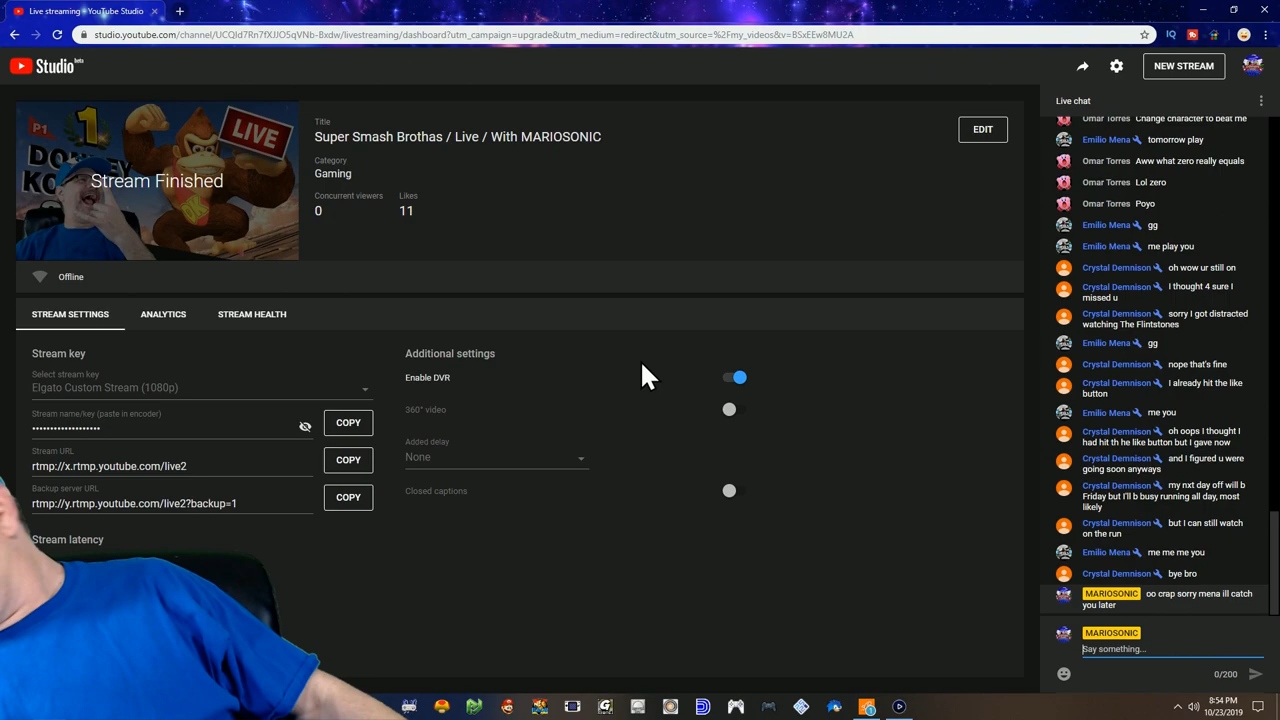 Live streaming - YouTube Studio
studio.youtube.com/channel/UCQId7Rn7fXJJO5qVNb-Bxdw/livestreaming/dashboard?utm_campaign=upgrade&utm_medium=redirect&utm_source=%2Fmy_videos&v=BSxEEw8MU2A
IQ
Studio beta
NEW STREAM
P1
1
LIVE
Stream Finished
Title
Super Smash Brothas / Live / With MARIOSONIC
EDIT
Category
Gaming
Concurrent viewers Likes
0 11
Offline
STREAM SETTINGS ANALYTICS STREAM HEALTH
Stream key
Select stream key
Elgato Custom Stream (1080p)
Stream name/key (paste in encoder)
•••••••••••••••••••
COPY
Stream URL
rtmp://x.rtmp.youtube.com/live2
COPY
Backup server URL
rtmp://y.rtmp.youtube.com/live2?backup=1
COPY
Stream latency
Additional settings
Enable DVR
360° video
Added delay
None
Closed captions
Live chat
Omar Torres Change character to beat me
Emilio Mena tomorrow play
Omar Torres Aww what zero really equals
Omar Torres Lol zero
Omar Torres Poyo
Emilio Mena gg
Emilio Mena me play you
Crystal Demnison oh wow ur still on
Crystal Demnison I thought 4 sure I
missed u
Crystal Demnison sorry I got distracted
watching The Flintstones
Emilio Mena gg
Crystal Demnison nope that's fine
Crystal Demnison I already hit the like
button
Emilio Mena me you
Crystal Demnison oh oops I thought I
had hit th he like button but I gave now
Crystal Demnison and I figured u were
going soon anyways
Crystal Demnison my nxt day off will b
Friday but I'll b busy running all day, most
likely
Crystal Demnison but I can still watch
on the run
Emilio Mena me me me you
Crystal Demnison bye bro
MARIOSONIC oo crap sorry mena ill catch
you later
MARIOSONIC
Say something...
0/200
8:54 PM
10/23/2019